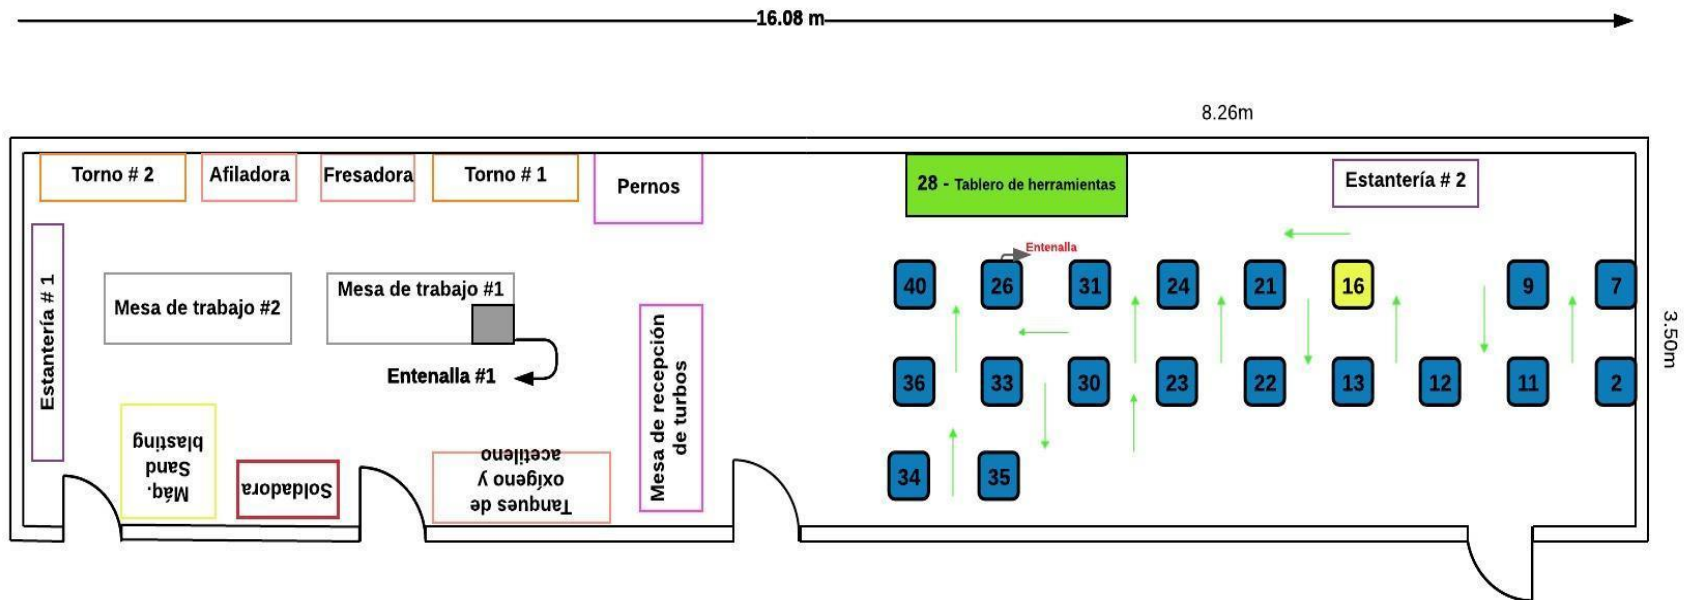 16.08 m
8.26m
Torno # 2
Afiladora
Fresadora
Torno # 1
Pernos
28 - Tablero de herramientas
Estantería # 2
Entenalla
40
26
31
24
21
16
9
7
3.50m
Estantería # 1
Mesa de trabajo #2
Mesa de trabajo #1
Entenalla #1
Mesa de recepción
de turbos
36
33
30
23
22
13
12
11
2
Máq.
Sand
blasting
Soldadora
Tanques de
oxígeno y
acetileno
34
35